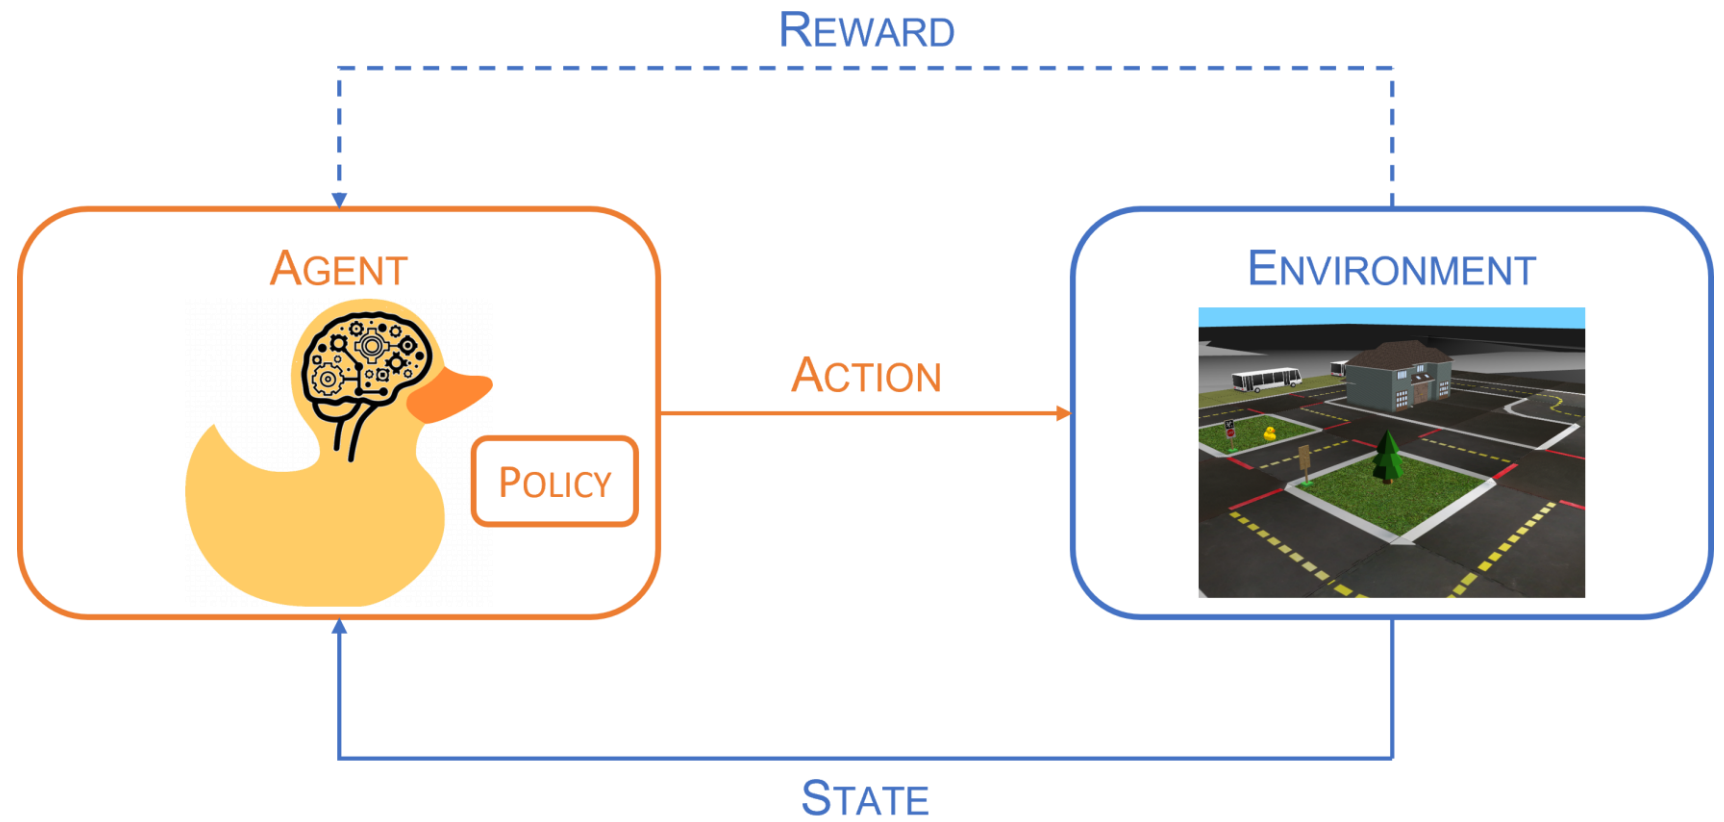 REWARD
AGENT
ENVIRONMENT
ACTION
POLICY
STATE